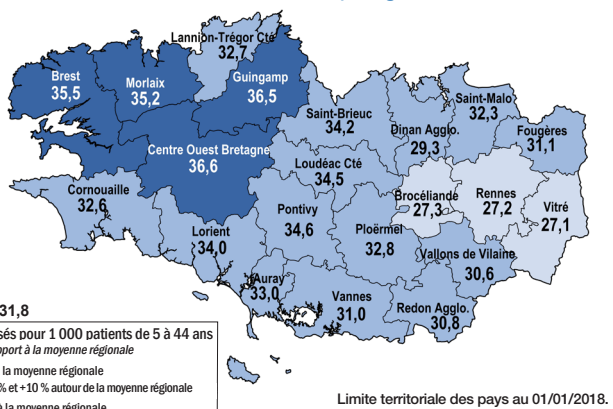 Lannion-Trégor Cté
32,7
Brest
35,5
Morlaix
35,2
Guingamp
36,5
Saint-Brieuc
34,2
Saint-Malo
32,3
Dinan Agglo.
29,3
Fougères
31,1
Centre Ouest Bretagne
36,6
Loudéac Cté
34,5
Cornouaille
32,6
Brocéliande
27,3
Rennes
27,2
Vitré
27,1
Pontivy
34,6
Lorient
34,0
Ploërmel
32,8
Vallons de Vilaine
30,6
Auray
33,0
Vannes
31,0
Redon Agglo.
30,8
31,8
sés pour 1 000 patients de 5 à 44 ans
pport à la moyenne régionale
la moyenne régionale
% et +10 % autour de la moyenne régionale
à la moyenne régionale
Limite territoriale des pays au 01/01/2018.